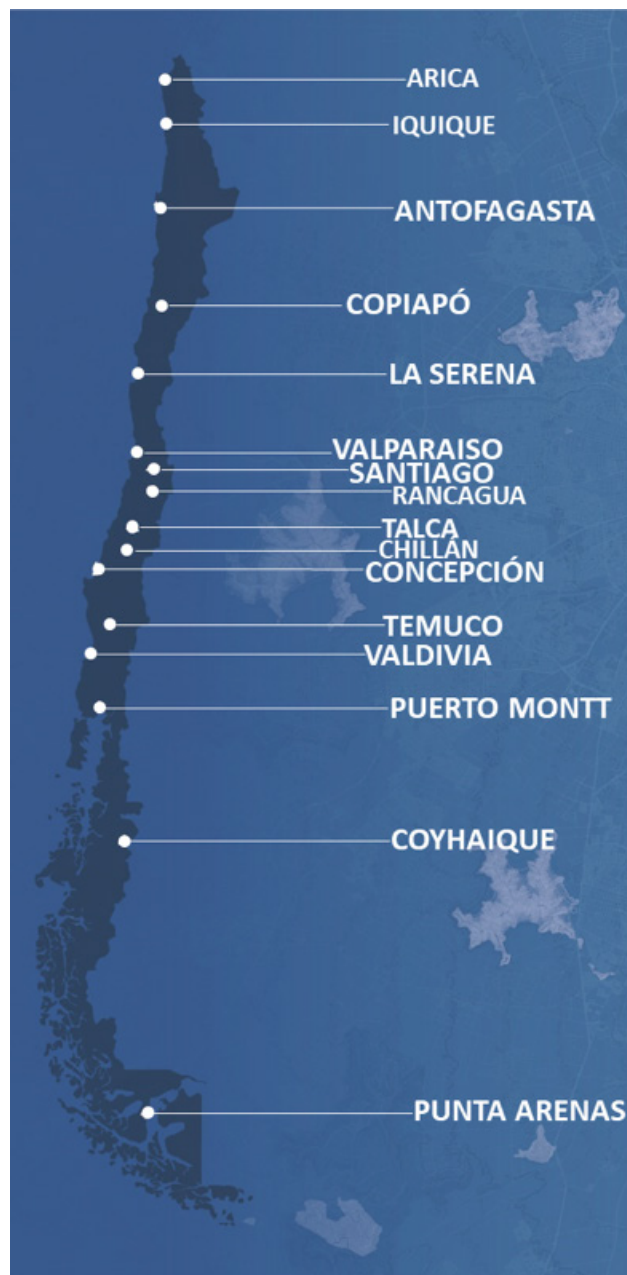 ARICA
IQUIQUE
ANTOFAGASTA
COPIAPÓ
LA SERENA
VALPARAISO
SANTIAGO
RANCAGUA
TALCA
CHILLÁN
CONCEPCIÓN
TEMUCO
VALDIVIA
PUERTO MONTT
COYHAIQUE
PUNTA ARENAS